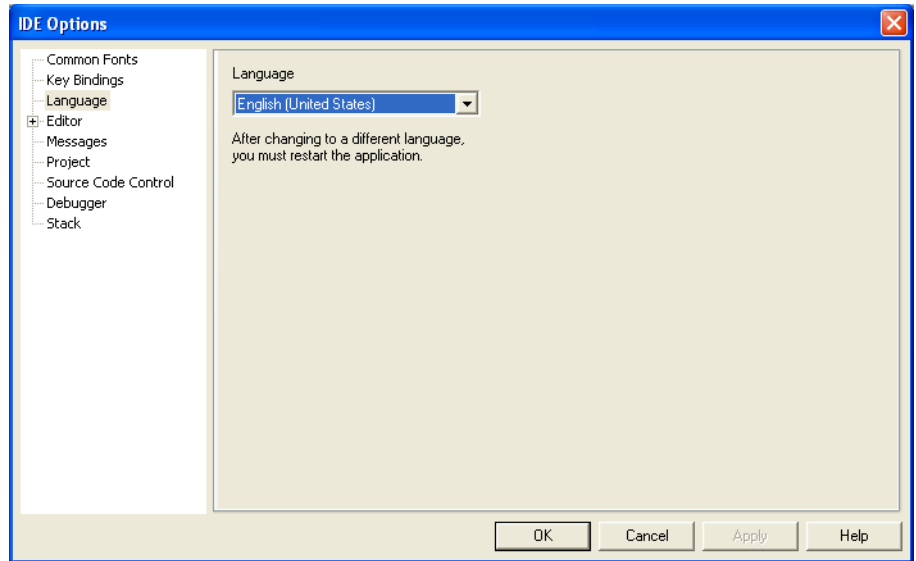 IDE Options
Common Fonts
Key Bindings
Language
Editor
Messages
Project
Source Code Control
Debugger
Stack
Language
English (United States)
After changing to a different language,
you must restart the application.
OK
Cancel
Apply
Help